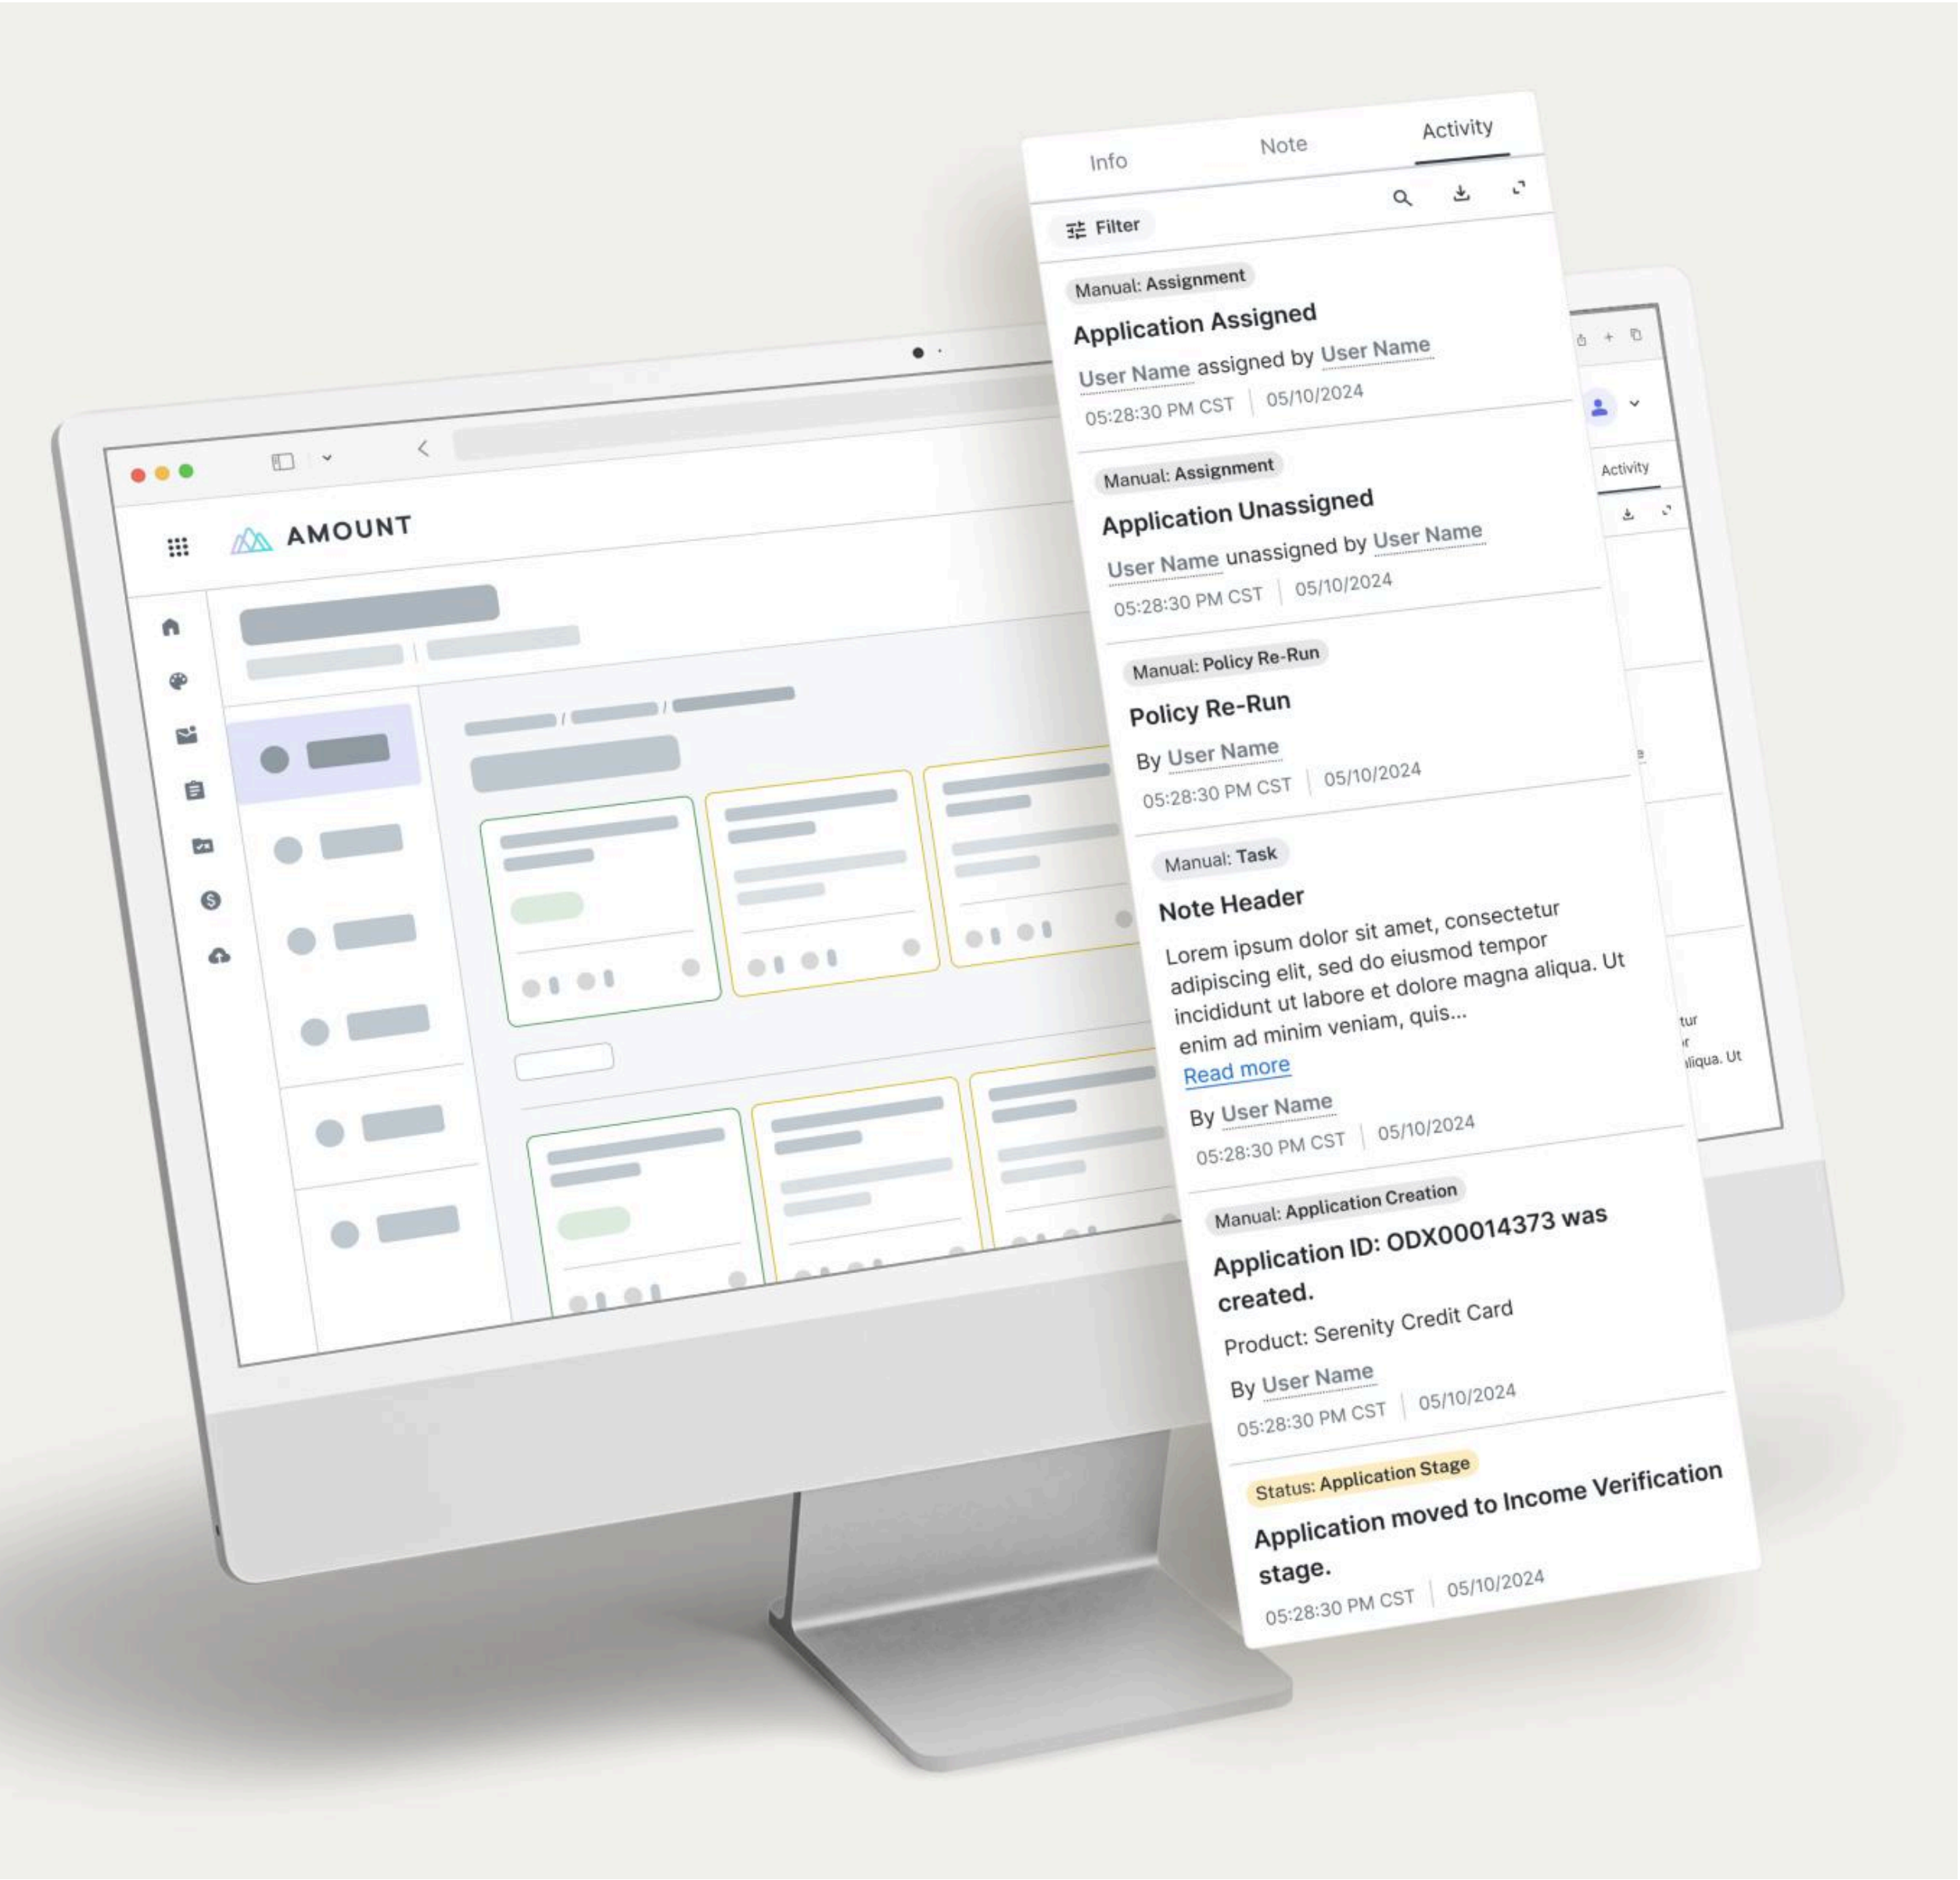 AMOUNT
Info
Note
Activity
Filter
Manual: Assignment
Application Assigned
User Name assigned by User Name
05:28:30 PM CST | 05/10/2024
Manual: Assignment
Application Unassigned
User Name unassigned by User Name
05:28:30 PM CST | 05/10/2024
Manual: Policy Re-Run
Policy Re-Run
By User Name
05:28:30 PM CST | 05/10/2024
Manual: Task
Note Header
Lorem ipsum dolor sit amet, consectetur
adipiscing elit, sed do eiusmod tempor
incididunt ut labore et dolore magna aliqua. Ut
enim ad minim veniam, quis...
Read more
By User Name
05:28:30 PM CST | 05/10/2024
Manual: Application Creation
Application ID: ODX00014373 was
created.
Product: Serenity Credit Card
By User Name
05:28:30 PM CST | 05/10/2024
Status: Application Stage
Application moved to Income Verification
stage.
05:28:30 PM CST | 05/10/2024
Activity
tur
aliqua. Ut